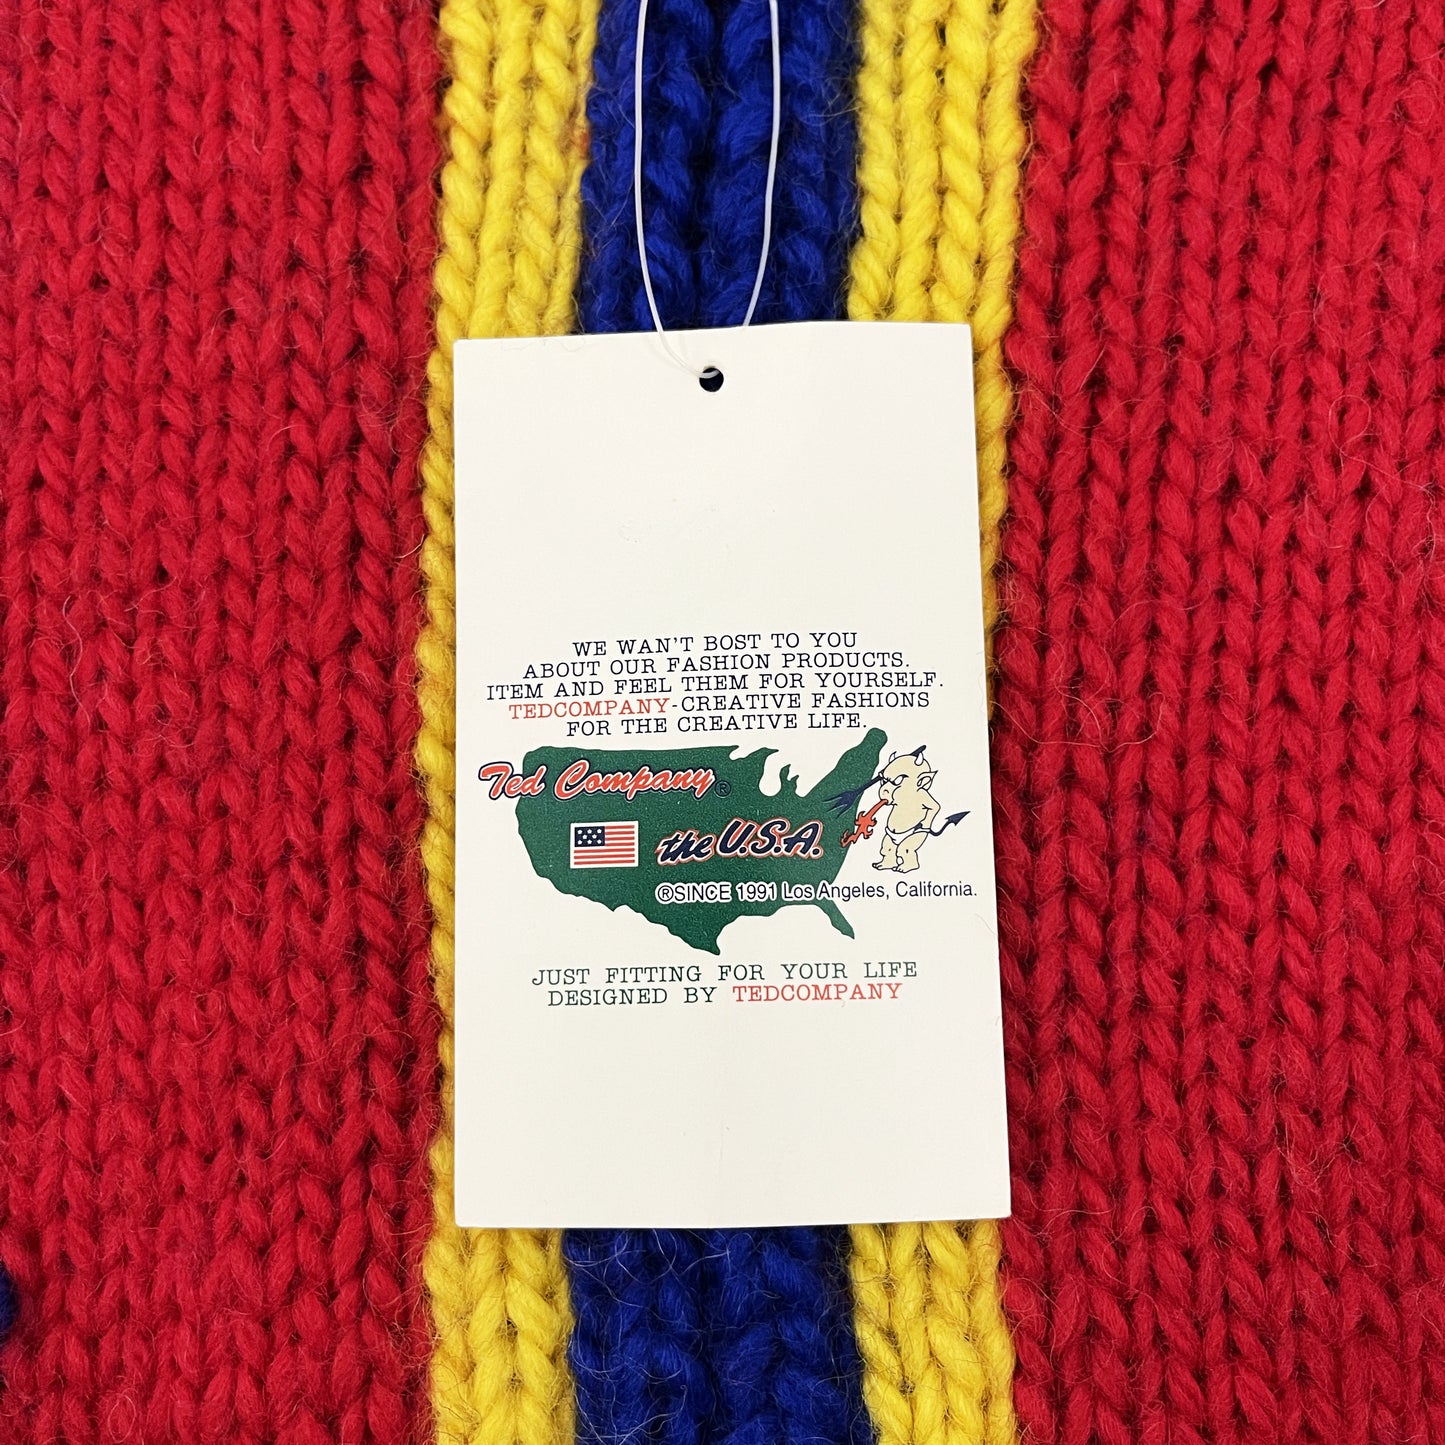 WE WAN'T BOST TO YOU
ABOUT OUR FASHION PRODUCTS.
ITEM AND FEEL THEM FOR YOURSELF.
TEDCOMPANY-CREATIVE FASHIONS
FOR THE CREATIVE LIFE.
Ted Company®
the U.S.A.
®SINCE 1991 Los Angeles, California.
JUST FITTING FOR YOUR LIFE
DESIGNED BY TEDCOMPANY